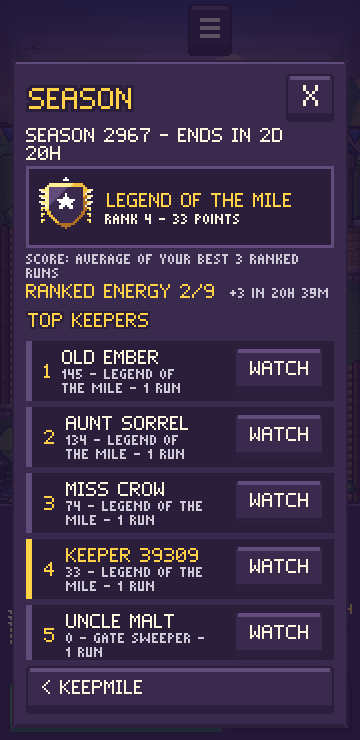 SEASON
X
SEASON 2967 - ENDS IN 2D
20H
LEGEND OF THE MILE
RANK 4 - 33 POINTS
SCORE: AVERAGE OF YOUR BEST 3 RANKED
RUNS
RANKED ENERGY 2/9 +3 IN 20H 39M
TOP KEEPERS
1 OLD EMBER
145 - LEGEND OF
THE MILE - 1 RUN
WATCH
2 AUNT SORREL
134 - LEGEND OF
THE MILE - 1 RUN
WATCH
3 MISS CROW
74 - LEGEND OF THE
MILE - 1 RUN
WATCH
4 KEEPER 39309
33 - LEGEND OF THE
MILE - 1 RUN
WATCH
5 UNCLE MALT
0 - GATE SWEEPER -
1 RUN
WATCH
< KEEPMILE